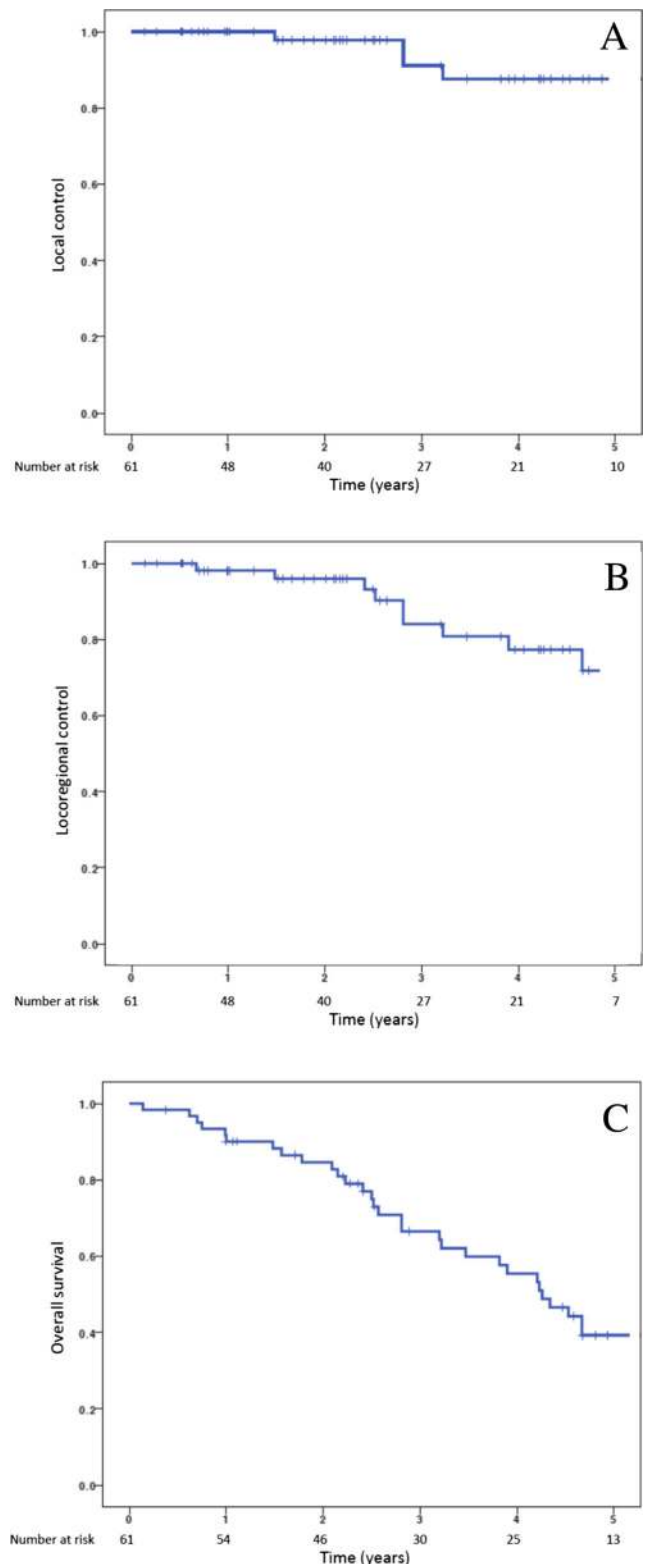 A
1.0
0.8
0.6
0.4
0.2
0.0
Local control
0 1 2 3 4 5
Number at risk 61 48 40 27 21 10
Time (years)
B
1.0
0.8
0.6
0.4
0.2
0.0
Locoregional control
0 1 2 3 4 5
Number at risk 61 48 40 27 21 7
Time (years)
C
1.0
0.8
0.6
0.4
0.2
0.0
Overall survival
0 1 2 3 4 5
Number at risk 61 54 46 30 25 13
Time (years)